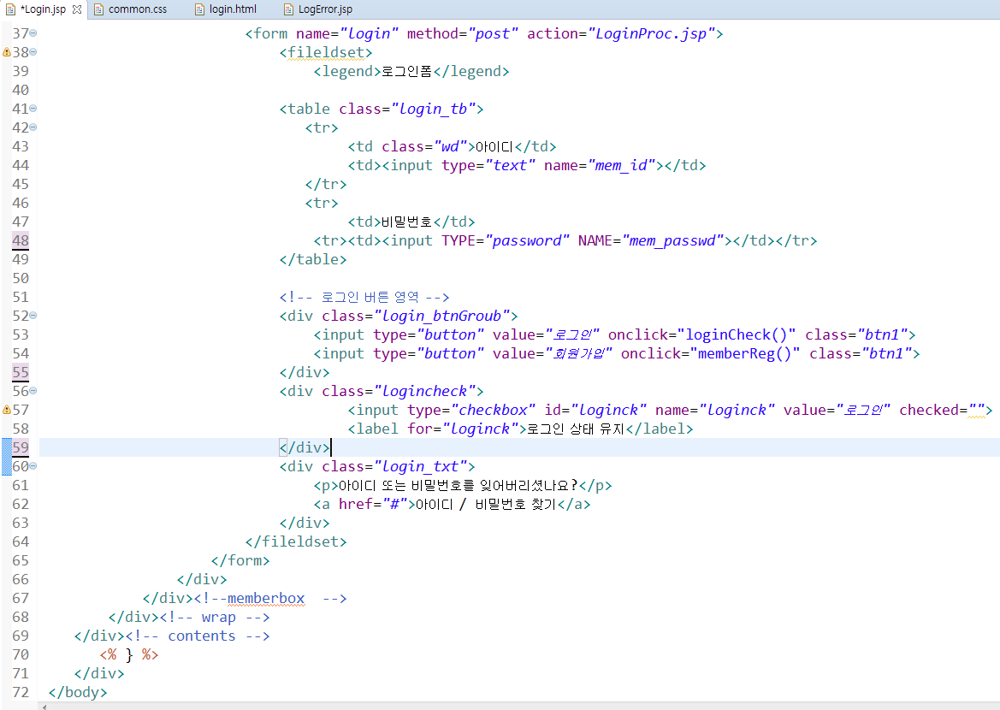 *Login.jsp common.css login.html LogError.jsp
37 <form name="login" method="post" action="LoginProc.jsp">
38 <fileldset>
39 <legend>로그인폼</legend>
40
41 <table class="login_tb">
42 <tr>
43 <td class="wd">아이디</td>
44 <td><input type="text" name="mem_id"></td>
45 </tr>
46 <tr>
47 <td>비밀번호</td>
48 <tr><td><input TYPE="password" NAME="mem_passwd"></td></tr>
49 </table>
50
51 <!-- 로그인 버튼 영역 -->
52 <div class="login_btnGroub">
53 <input type="button" value="로그인" onclick="loginCheck()" class="btn1">
54 <input type="button" value="회원가입" onclick="memberReg()" class="btn1">
55 </div>
56 <div class="logincheck">
57 <input type="checkbox" id="loginck" name="loginck" value="로그인" checked="">
58 <label for="loginck">로그인 상태 유지</label>
59 </div>
60 <div class="login_txt">
61 <p>아이디 또는 비밀번호를 잊어버리셨나요?</p>
62 <a href="#">아이디 / 비밀번호 찾기</a>
63 </div>
64 </fileldset>
65 </form>
66 </div>
67 </div><!--memberbox  -->
68 </div><!-- wrap -->
69 </div><!-- contents -->
70 <% } %>
71 </div>
72 </body>